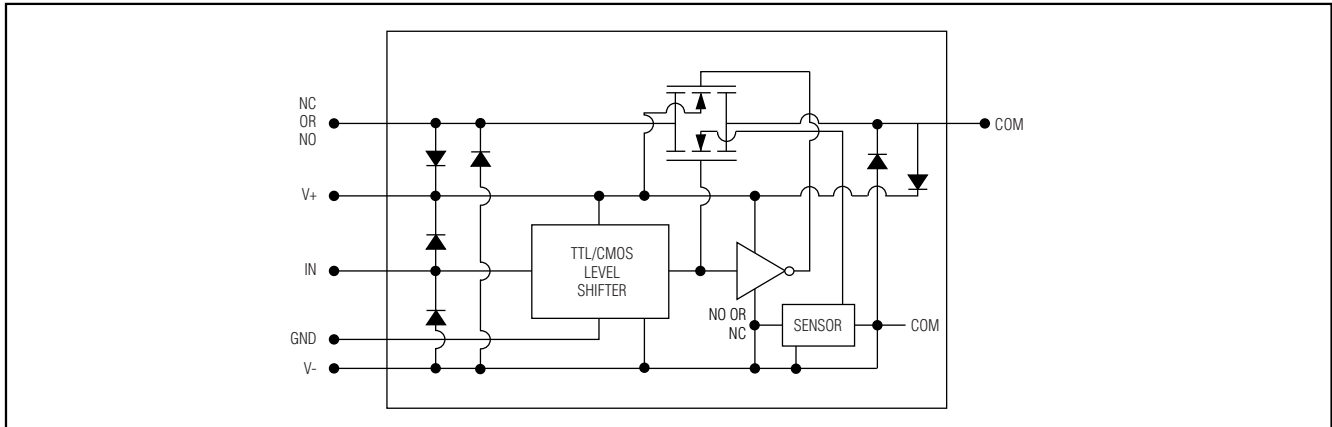 NC
OR
NO
COM
V+
IN
TTL/CMOS
LEVEL
SHIFTER
NO OR
NC
SENSOR
COM
GND
V-